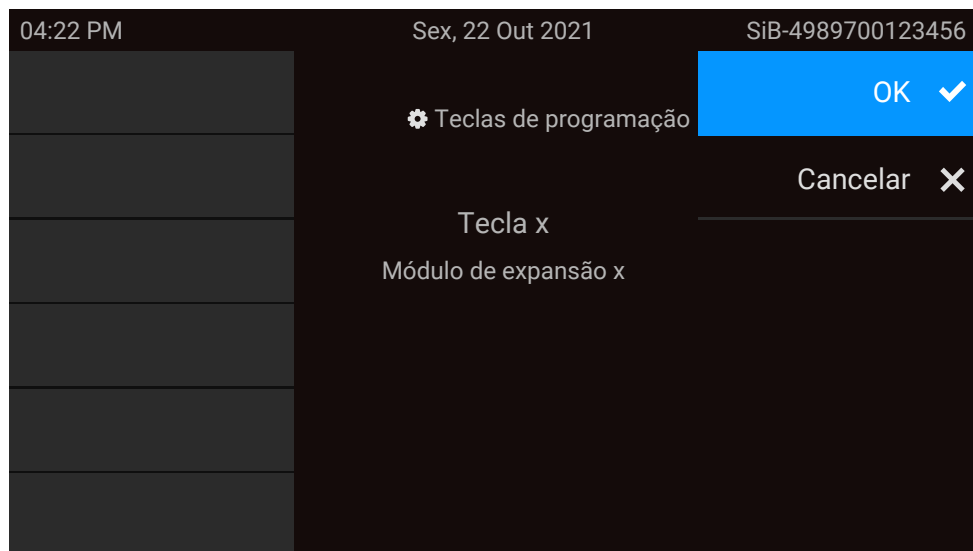 04:22 PM Sex, 22 Out 2021 SiB-4989700123456
OK
Teclas de programação
Cancelar
Tecla x
Módulo de expansão x